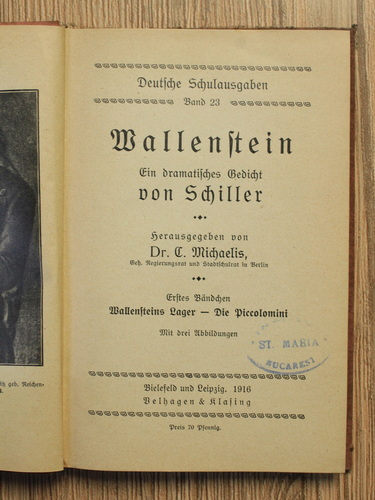 Deutsche Schulausgaben
Band 23
Wallenstein
Ein dramatisches Gedicht
von Schiller
Herausgegeben von
Dr. C. Michaelis,
Geh. Regierungsrat und Stadtschulrat in Berlin
Erstes Bändchen
Wallensteins Lager — Die Piccolomini
Mit drei Abbildungen
ST. MARIA
BUCAREST
Bielefeld und Leipzig. 1916
Velhagen & Klasing
Preis 70 Pfennig.
geb. Reichen-